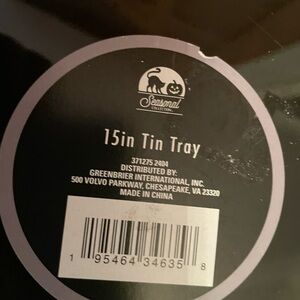 Seasonal
COLLECTION
15in Tin Tray
371275 2404
DISTRIBUTED BY:
GREENBRIER INTERNATIONAL, INC.
500 VOLVO PARKWAY, CHESAPEAKE, VA 23320
MADE IN CHINA
1 95464 34635 8